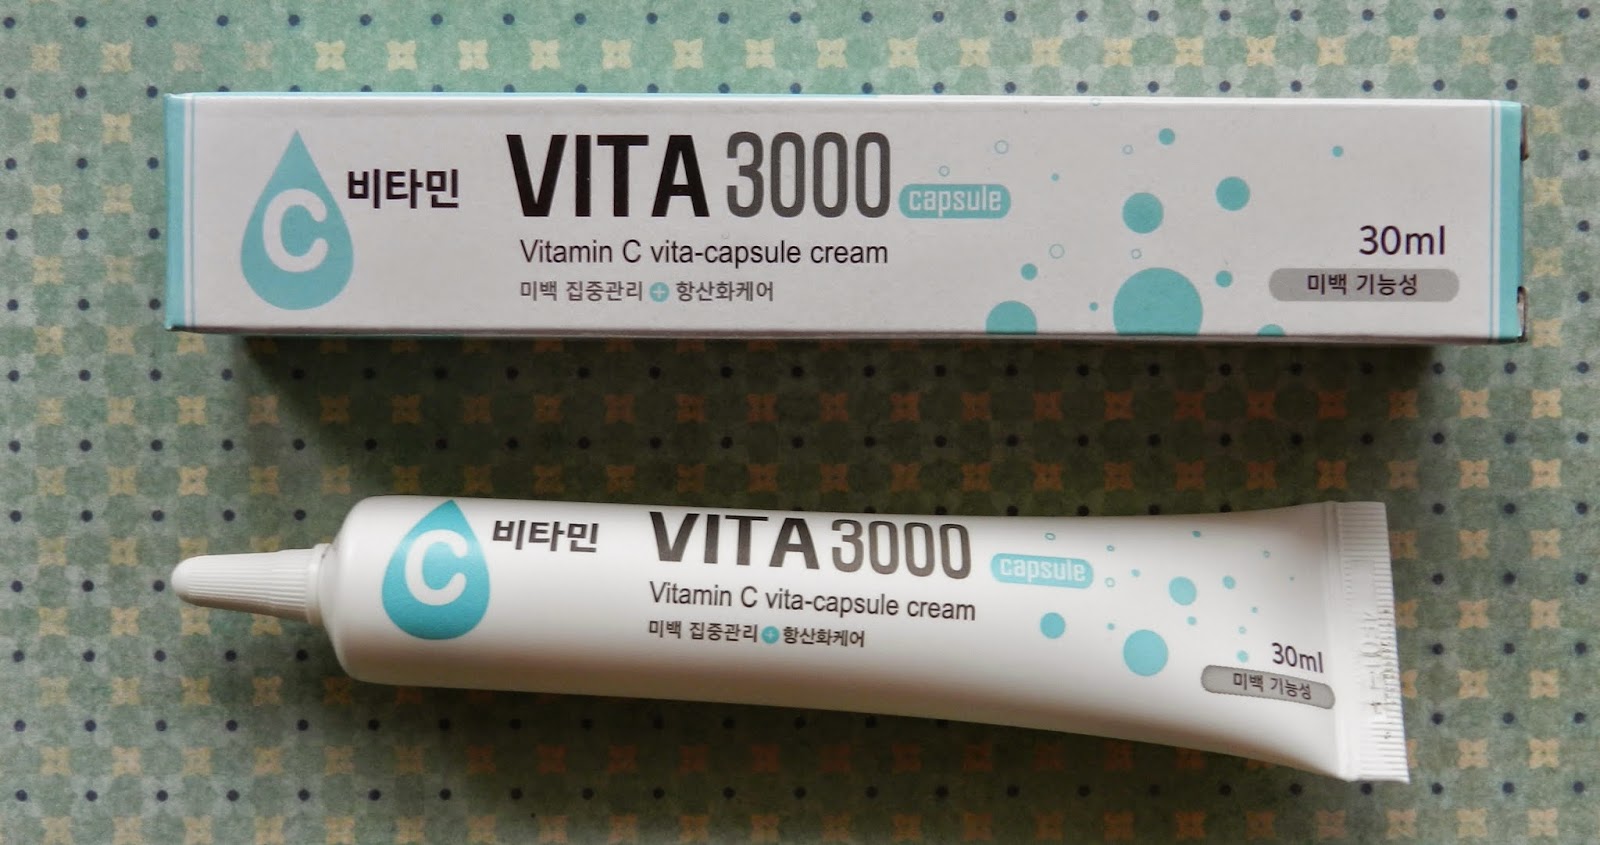 C 비타민
VITA 3000 capsule
Vitamin C vita-capsule cream
미백 집중관리 + 항산화케어
30ml
미백 기능성
C 비타민
VITA 3000 capsule
Vitamin C vita-capsule cream
미백 집중관리 + 항산화케어
30ml
미백 기능성